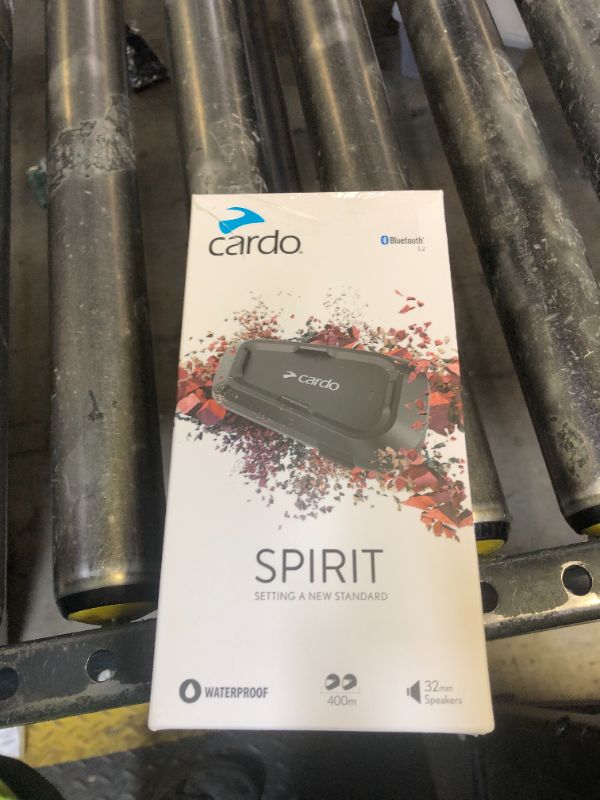 cardo
Bluetooth
5.2
cardo
SPIRIT
SETTING A NEW STANDARD
WATERPROOF
400m
32mm
Speakers